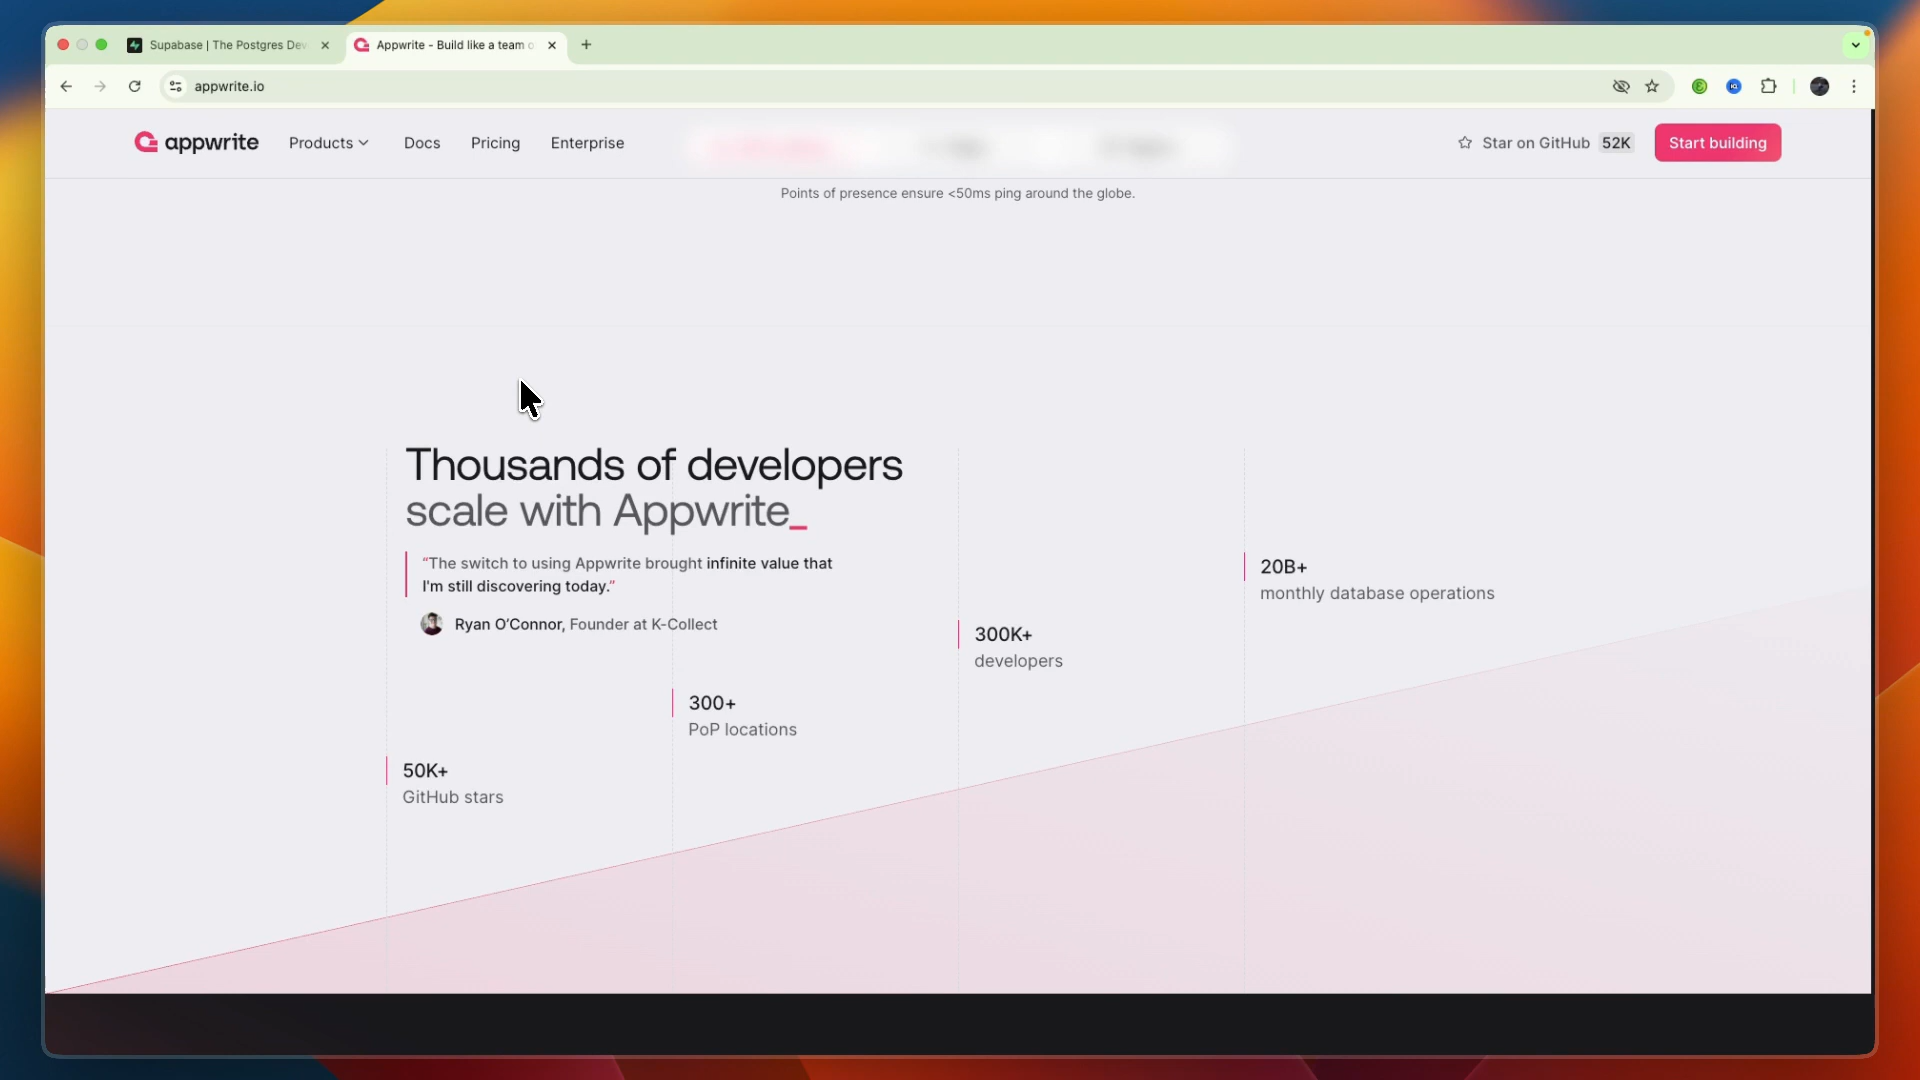 Supabase | The Postgres Dev
Appwrite - Build like a team o
appwrite.io
appwrite
Products
Docs
Pricing
Enterprise
Star on GitHub 52K
Start building
Points of presence ensure <50ms ping around the globe.
Thousands of developers
scale with Appwrite_
“The switch to using Appwrite brought infinite value that
I'm still discovering today.”
Ryan O'Connor, Founder at K-Collect
20B+
monthly database operations
300K+
developers
300+
PoP locations
50K+
GitHub stars